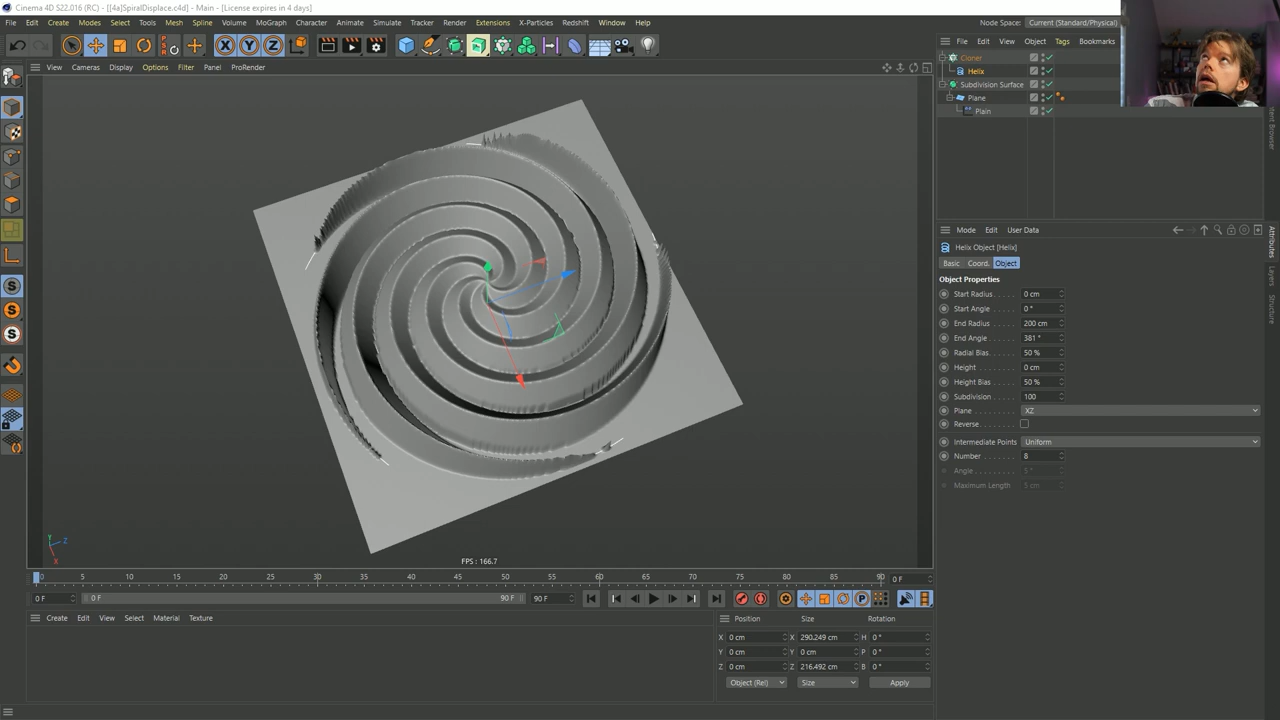 Cinema 4D S22.016 (RC) - [[4a]SpiralDisplace.c4d] - Main - [License expires in 4 days]
File Edit Create Modes Select Tools Mesh Spline Volume MoGraph Character Animate Simulate Tracker Render Extensions X-Particles Redshift Window Help
Node Space: Current (Standard/Physical)
File Edit View Object Tags Bookmarks
View Cameras Display Options Filter Panel ProRender
Cloner
Helix
Subdivision Surface
Plane
Plain
Content Browser
Mode Edit User Data
Helix Object [Helix]
Basic Coord. Object
Object Properties
Start Radius 0 cm
Start Angle 0 °
End Radius 200 cm
End Angle 381 °
Radial Bias 50 %
Height 0 cm
Height Bias 50 %
Subdivision 100
Plane XZ
Reverse
Intermediate Points Uniform
Number 8
Angle 5 °
Maximum Length 5 cm
Attributes
Layers
Structure
X Y Z
PSR
Y Z X
FPS : 166.7
0 5 10 15 20 25 30 35 40 45 50 55 60 65 70 75 80 85 90 0 F
0 F 0 F 90 F 90 F
Create Edit View Select Material Texture
Position Size Rotation
X 0 cm X 290.249 cm H 0 °
Y 0 cm Y 0 cm P 0 °
Z 0 cm Z 216.492 cm B 0 °
Object (Rel) Size Apply